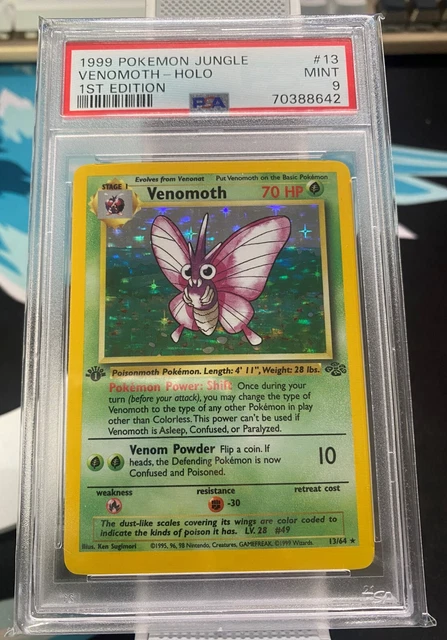 1999 POKEMON JUNGLE #13
VENOMOTH - HOLO MINT
1ST EDITION 9
PSA 70388642
Evolves from Venonat Put Venomoth on the Basic Pokémon
STAGE 1 Venomoth 70 HP
Poisonmoth Pokémon. Length: 4' 11", Weight: 28 lbs.
Pokémon Power: Shift Once during your
turn (before your attack), you may change the type of
Venomoth to the type of any other Pokémon in play
other than Colorless. This power can't be used if
Venomoth is Asleep, Confused, or Paralyzed.
Venom Powder Flip a coin. If
heads, the Defending Pokémon is now
Confused and Poisoned.
10
weakness resistance retreat cost
-30
The dust-like scales covering its wings are color coded to
indicate the kinds of poison it has. LV. 28 #49
Illus. Ken Sugimori ©1995, 96, 98 Nintendo, Creatures, GAMEFREAK. ©1999 Wizards. 13/64 ★